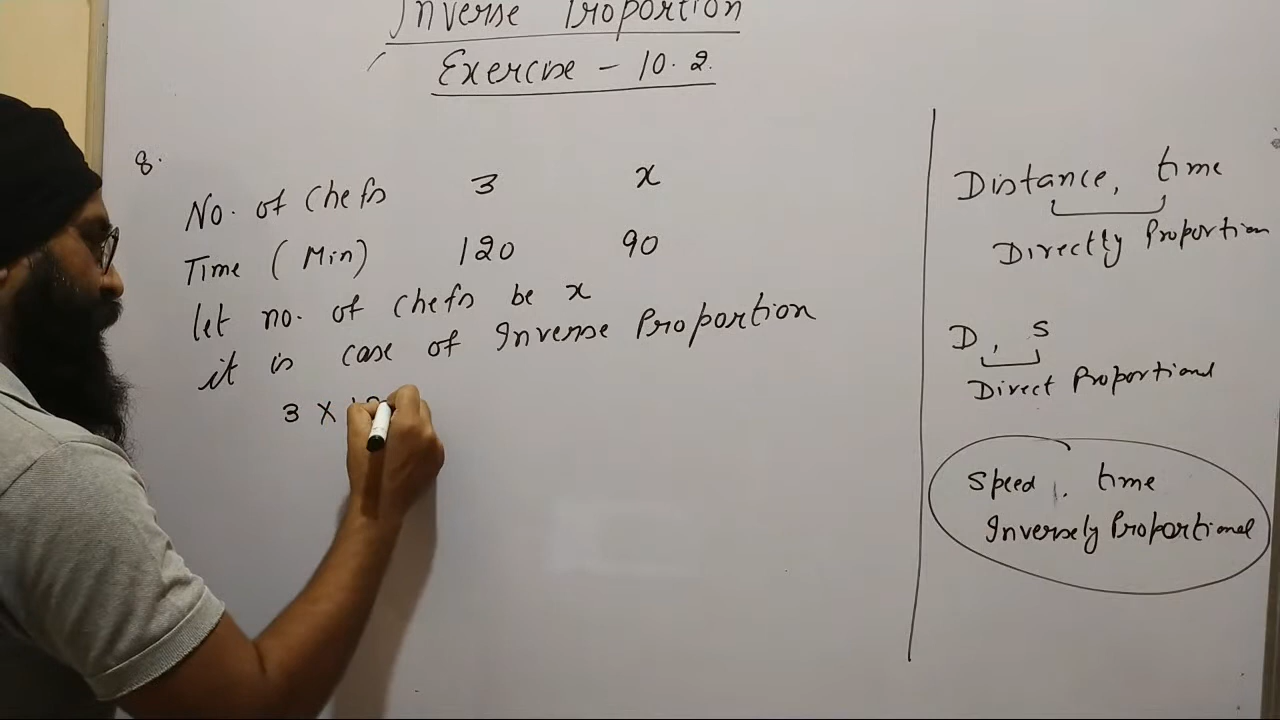 Inverse Proportion
Exercise - 10.2.
8.
No. of Chefs 3 x
Time (Min) 120 90
let no. of Chefs be x
it is case of Inverse Proportion
3 X 12
Distance, time
Directly Proportion
D, S
Direct Proportional
Speed, time
Inversely Proportional